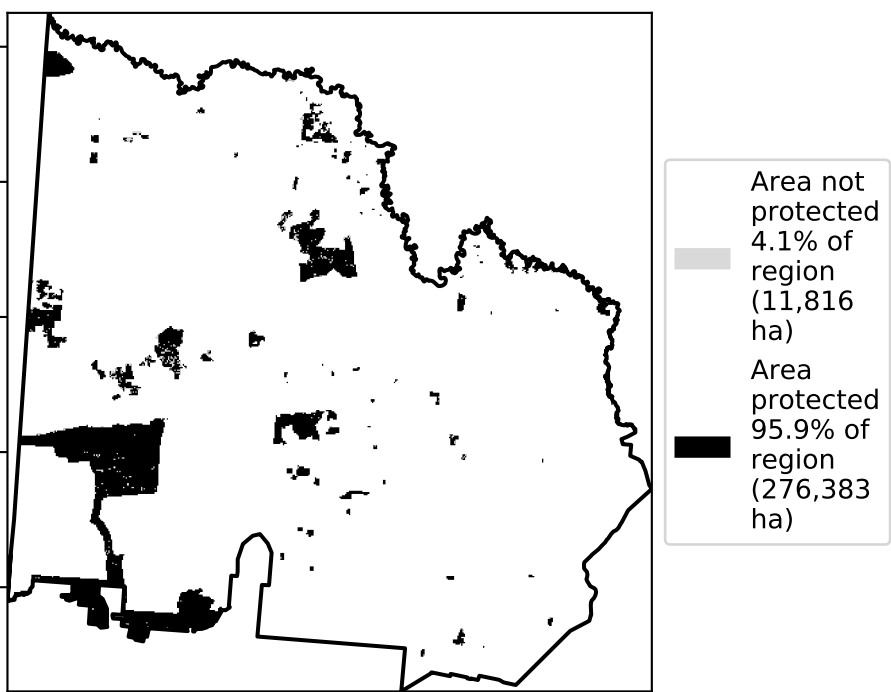 Area not
protected
4.1% of
region
(11,816
ha)
Area
protected
95.9% of
region
(276,383
ha)